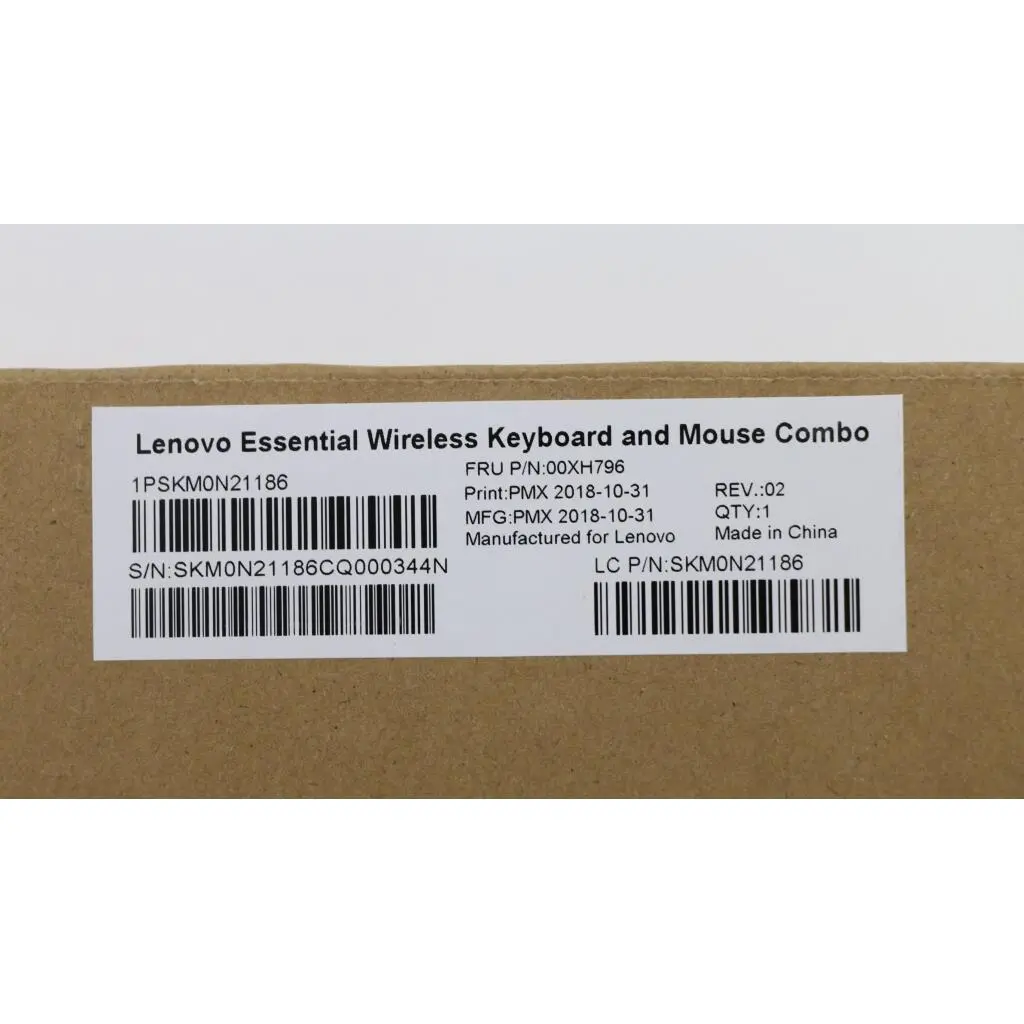 Lenovo Essential Wireless Keyboard and Mouse Combo
1PSKM0N21186
FRU P/N:00XH796
Print:PMX 2018-10-31
REV.:02
MFG:PMX 2018-10-31
QTY:1
Manufactured for Lenovo
Made in China
S/N:SKM0N21186CQ000344N
LC P/N:SKM0N21186